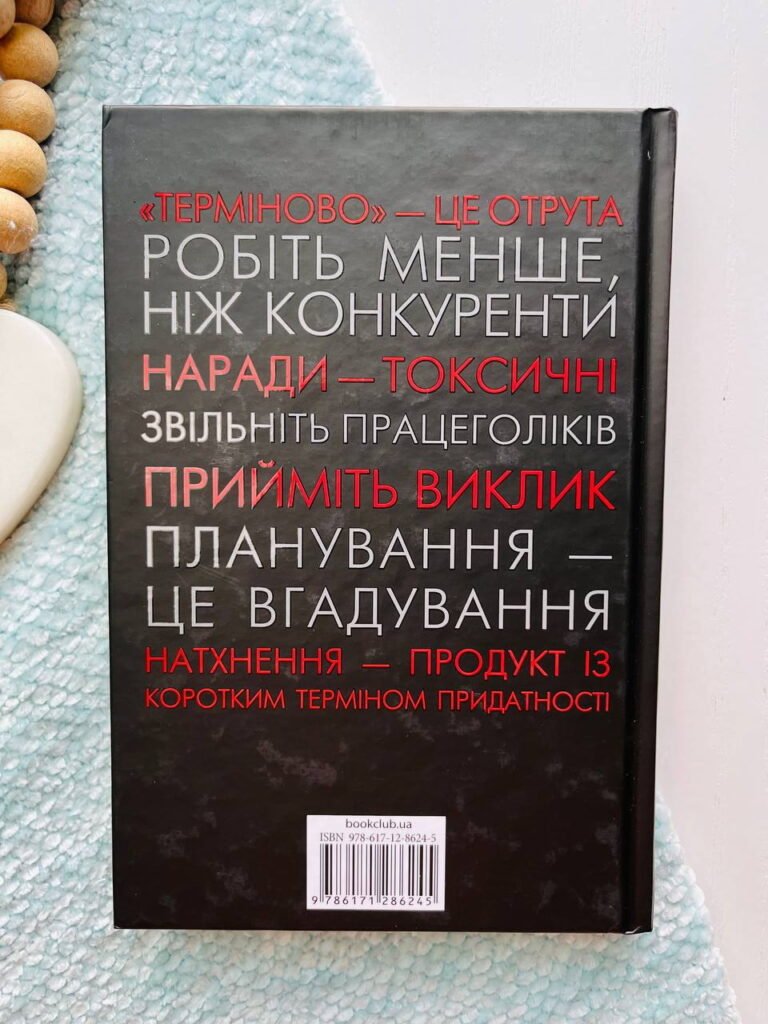 «ТЕРМІНОВО» — ЦЕ ОТРУТА
РОБІТЬ МЕНШЕ,
НІЖ КОНКУРЕНТИ
НАРАДИ — ТОКСИЧНІ
ЗВІЛЬНІТЬ ПРАЦЕГОЛІКІВ
ПРИЙМІТЬ ВИКЛИК
ПЛАНУВАННЯ —
ЦЕ ВГАДУВАННЯ
НАТХНЕННЯ — ПРОДУКТ ІЗ
КОРОТКИМ ТЕРМІНОМ ПРИДАТНОСТІ
bookclub.ua
ISBN 978-617-12-8624-5
9 786171 286245